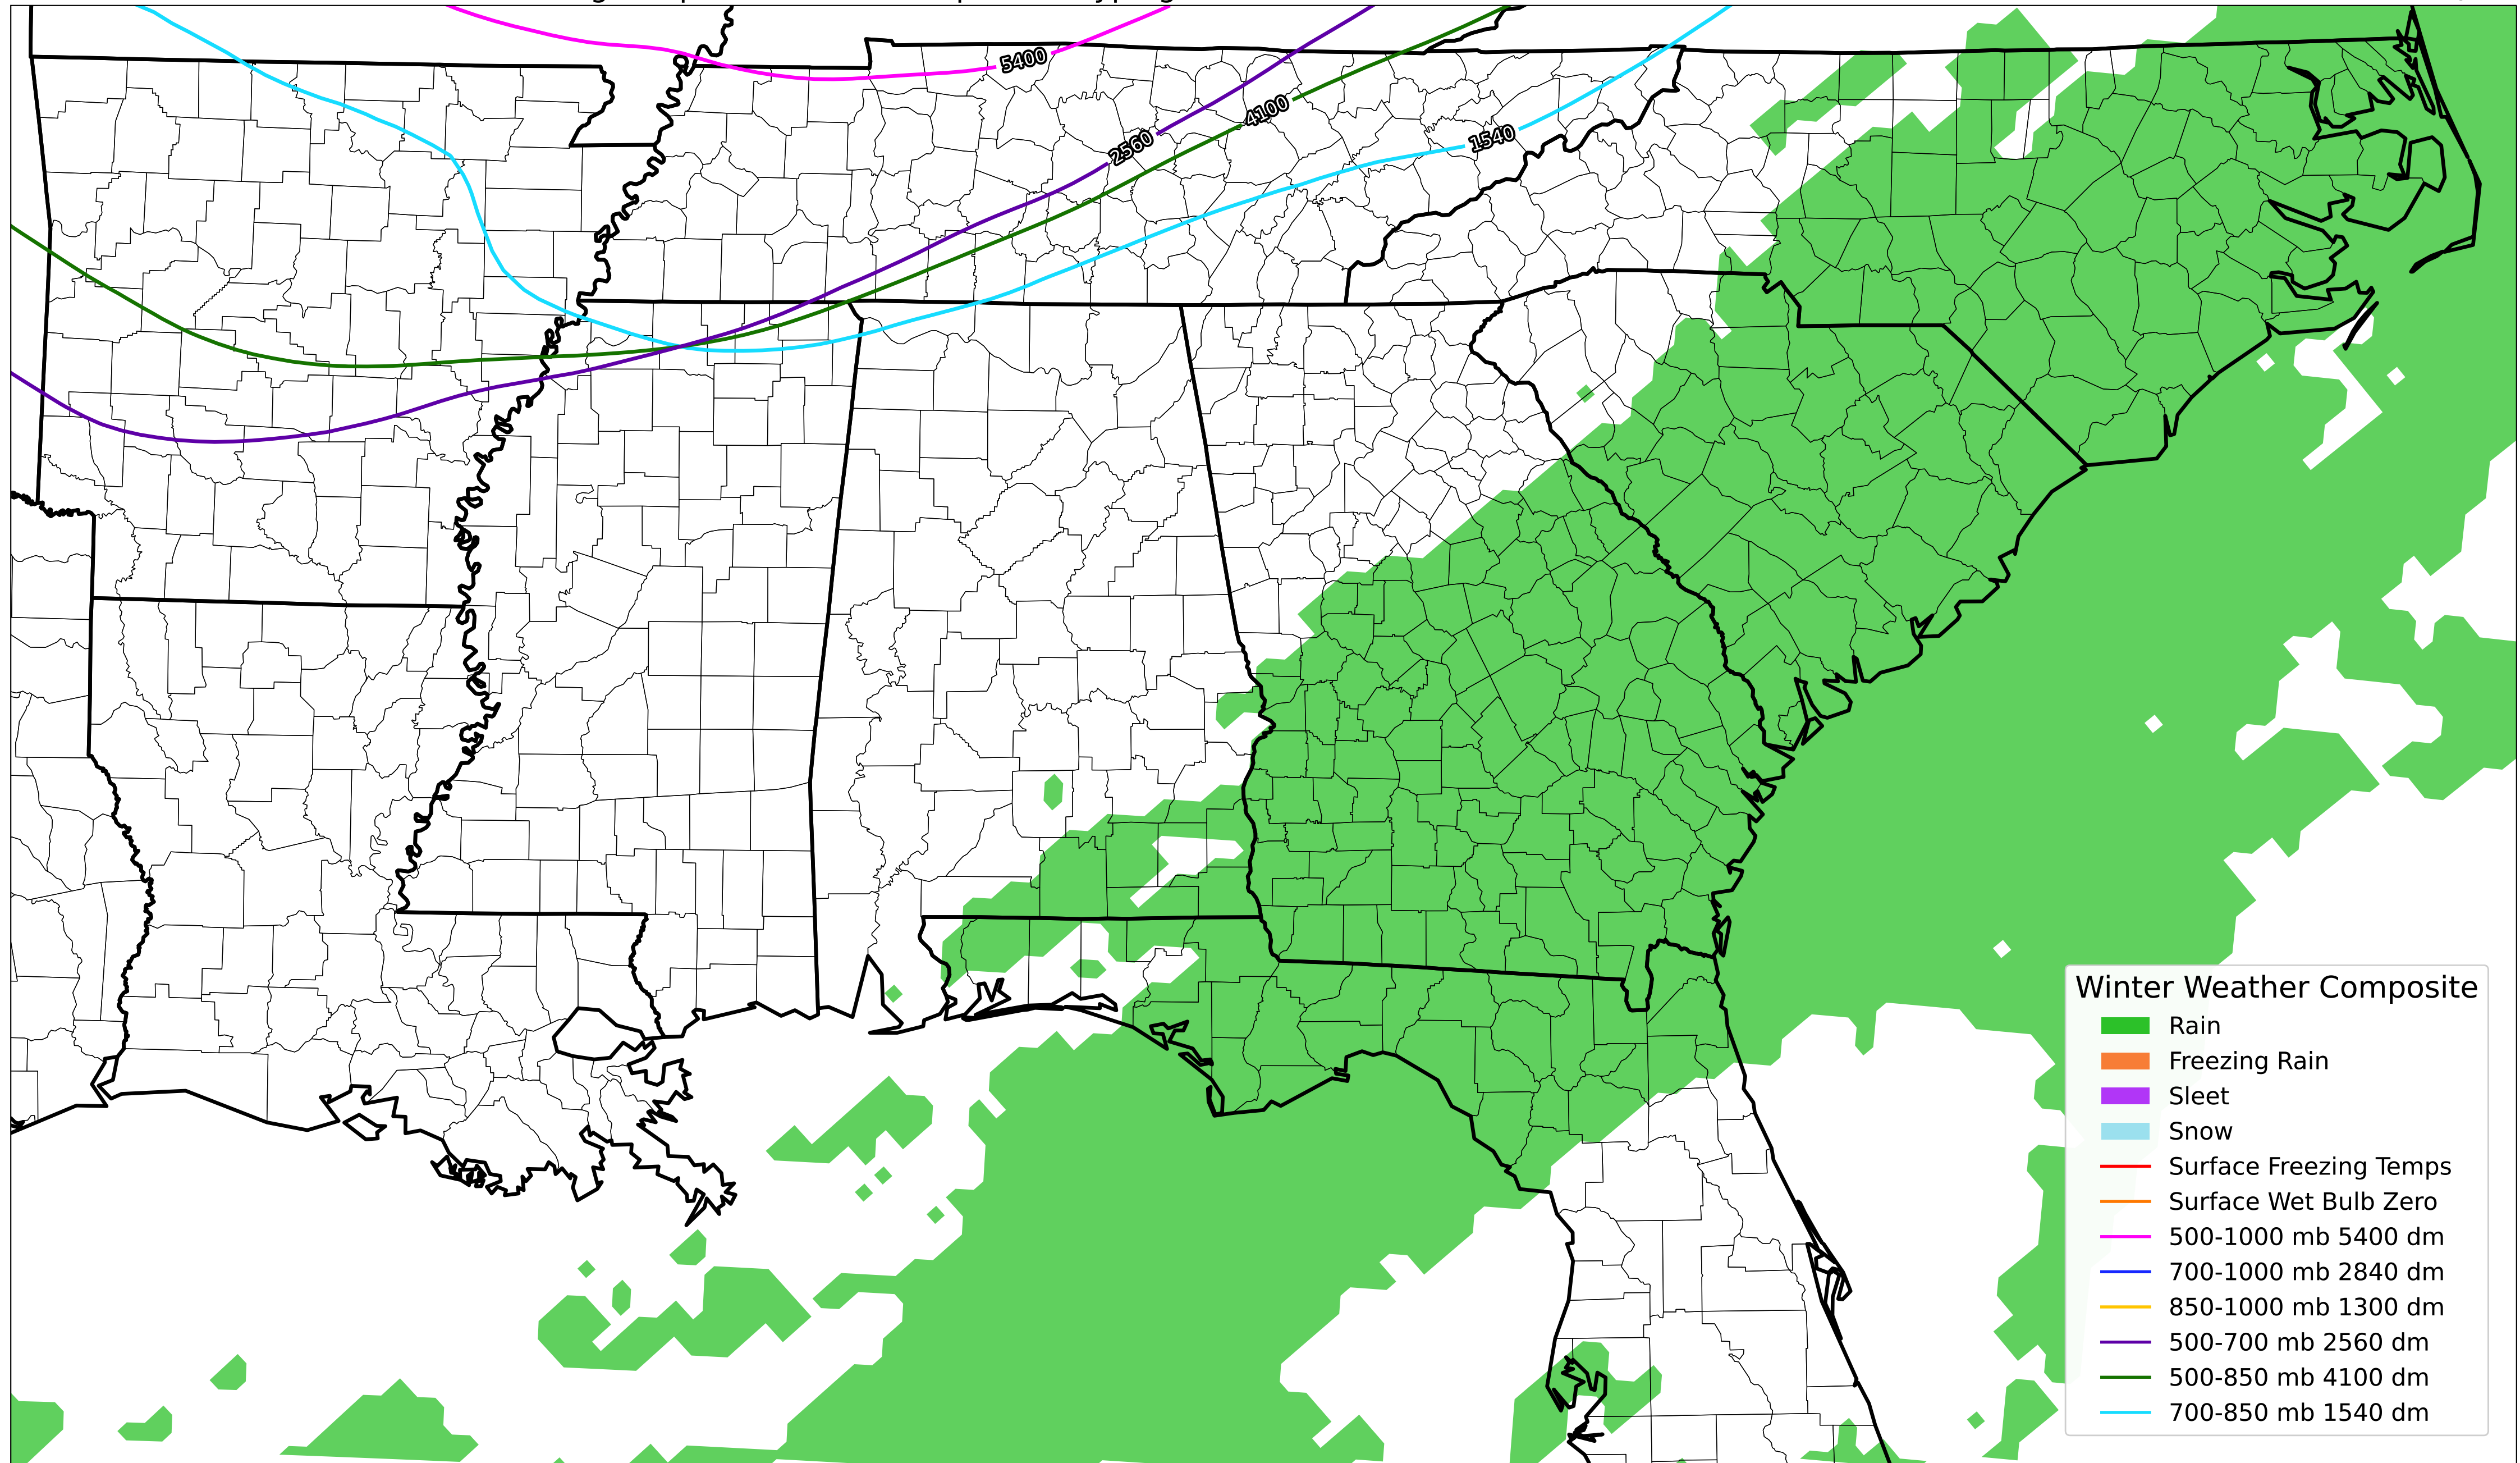 5400
4100
2560
1540
Winter Weather Composite
Rain
Freezing Rain
Sleet
Snow
Surface Freezing Temps
Surface Wet Bulb Zero
500-1000 mb 5400 dm
700-1000 mb 2840 dm
850-1000 mb 1300 dm
500-700 mb 2560 dm
500-850 mb 4100 dm
700-850 mb 1540 dm